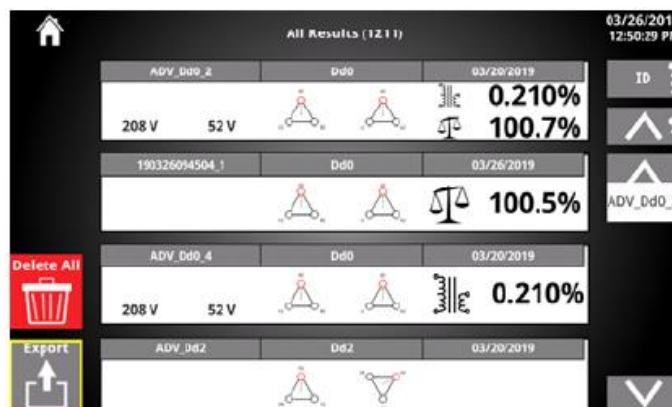 All Results (1211)
03/26/201
12:50:29 P
ID
ADV_Dd0_2 Dd0 03/20/2019
208 V 52 V 0.210%
100.7%
190326094504_1 Dd0 03/26/2019
100.5%
ADV_Dd0_
ADV_Dd0_4 Dd0 03/20/2019
208 V 52 V 0.210%
Delete All
Export
ADV_Dd2 Dd2 03/20/2019